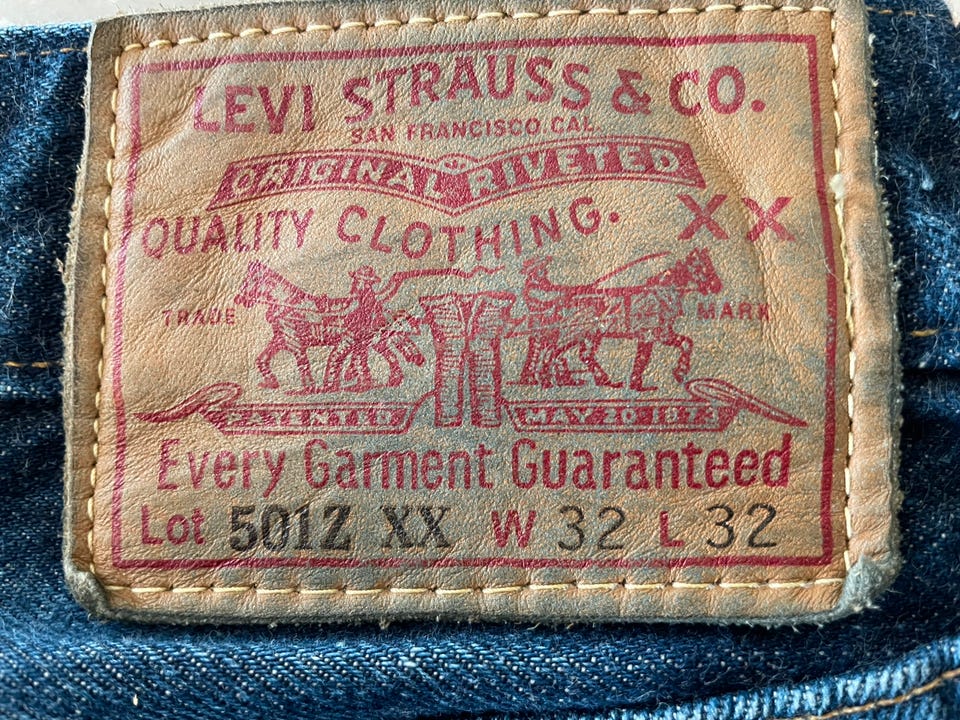 LEVI STRAUSS & CO.
SAN FRANCISCO. CAL
ORIGINAL RIVETED
QUALITY CLOTHING. XX
TRADE MARK
PATENTED MAY 20 1873
Every Garment Guaranteed
Lot 501Z XX W 32 L 32